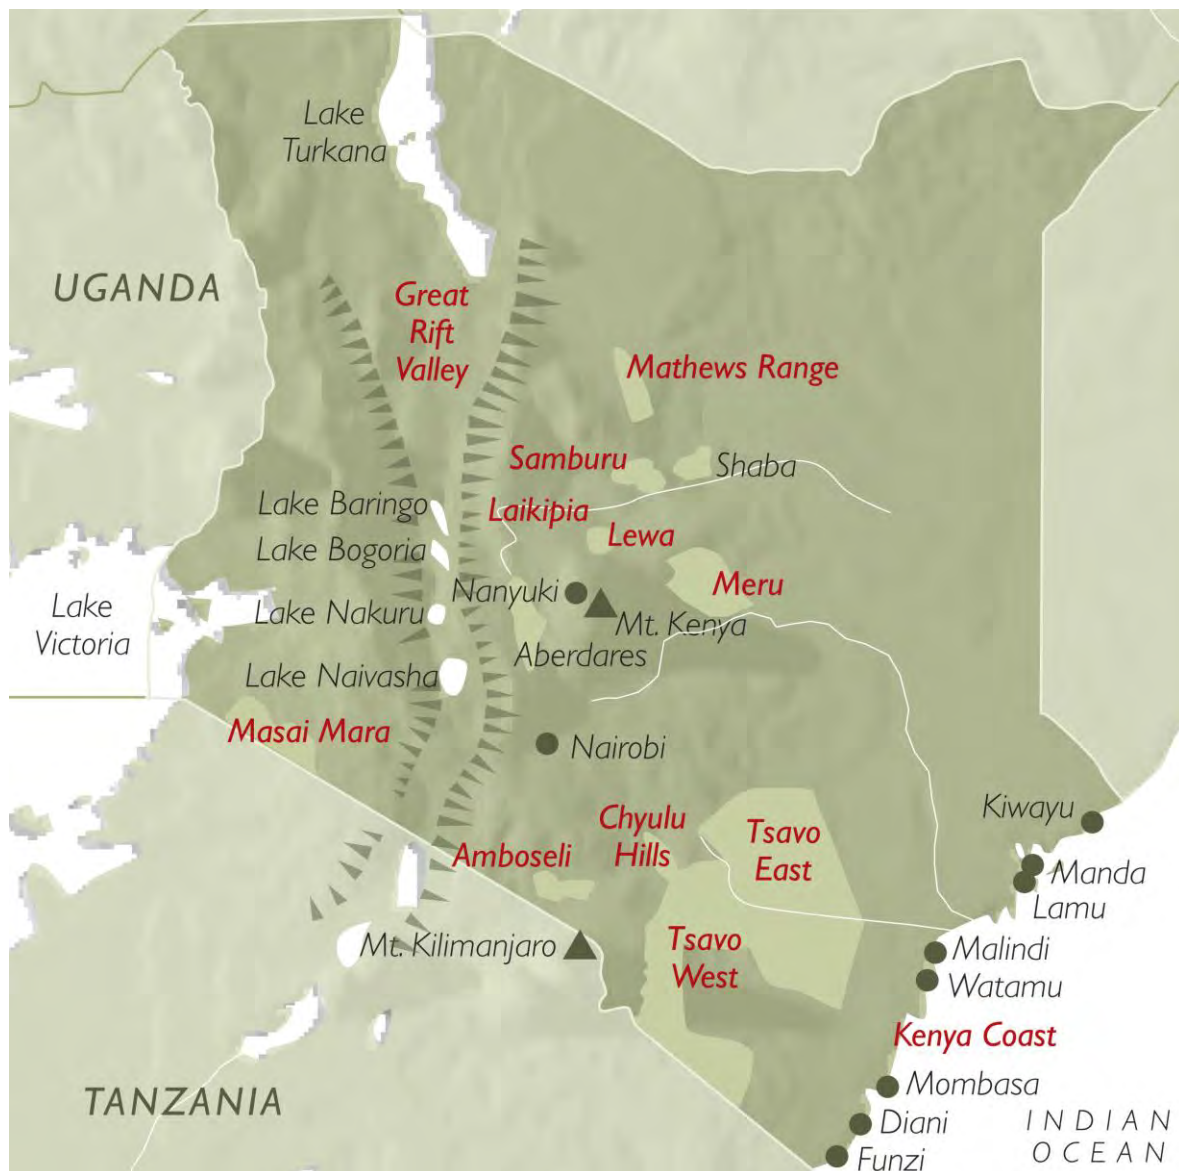 Lake
Turkana
UGANDA
Great
Rift
Valley
Mathews Range
Samburu
Shaba
Lake Baringo
Laikipia
Lewa
Lake Bogoria
Meru
Nanyuki
Lake
Victoria
Lake Nakuru
Mt. Kenya
Aberdares
Lake Naivasha
Masai Mara
Nairobi
Kiwayu
Chyulu
Hills
Tsavo
East
Amboseli
Manda
Lamu
Mt. Kilimanjaro
Tsavo
West
Malindi
Watamu
Kenya Coast
Mombasa
TANZANIA
Diani
INDIAN
OCEAN
Funzi